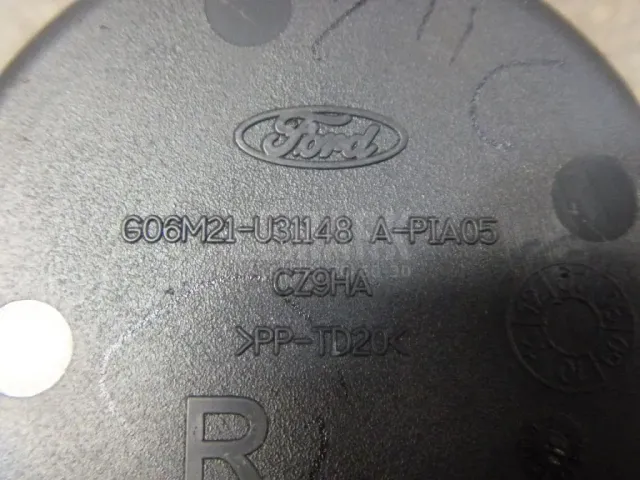 Ford
G06M21-U31148 A-PIA05
CZ9HA
>PP-TD20<
R